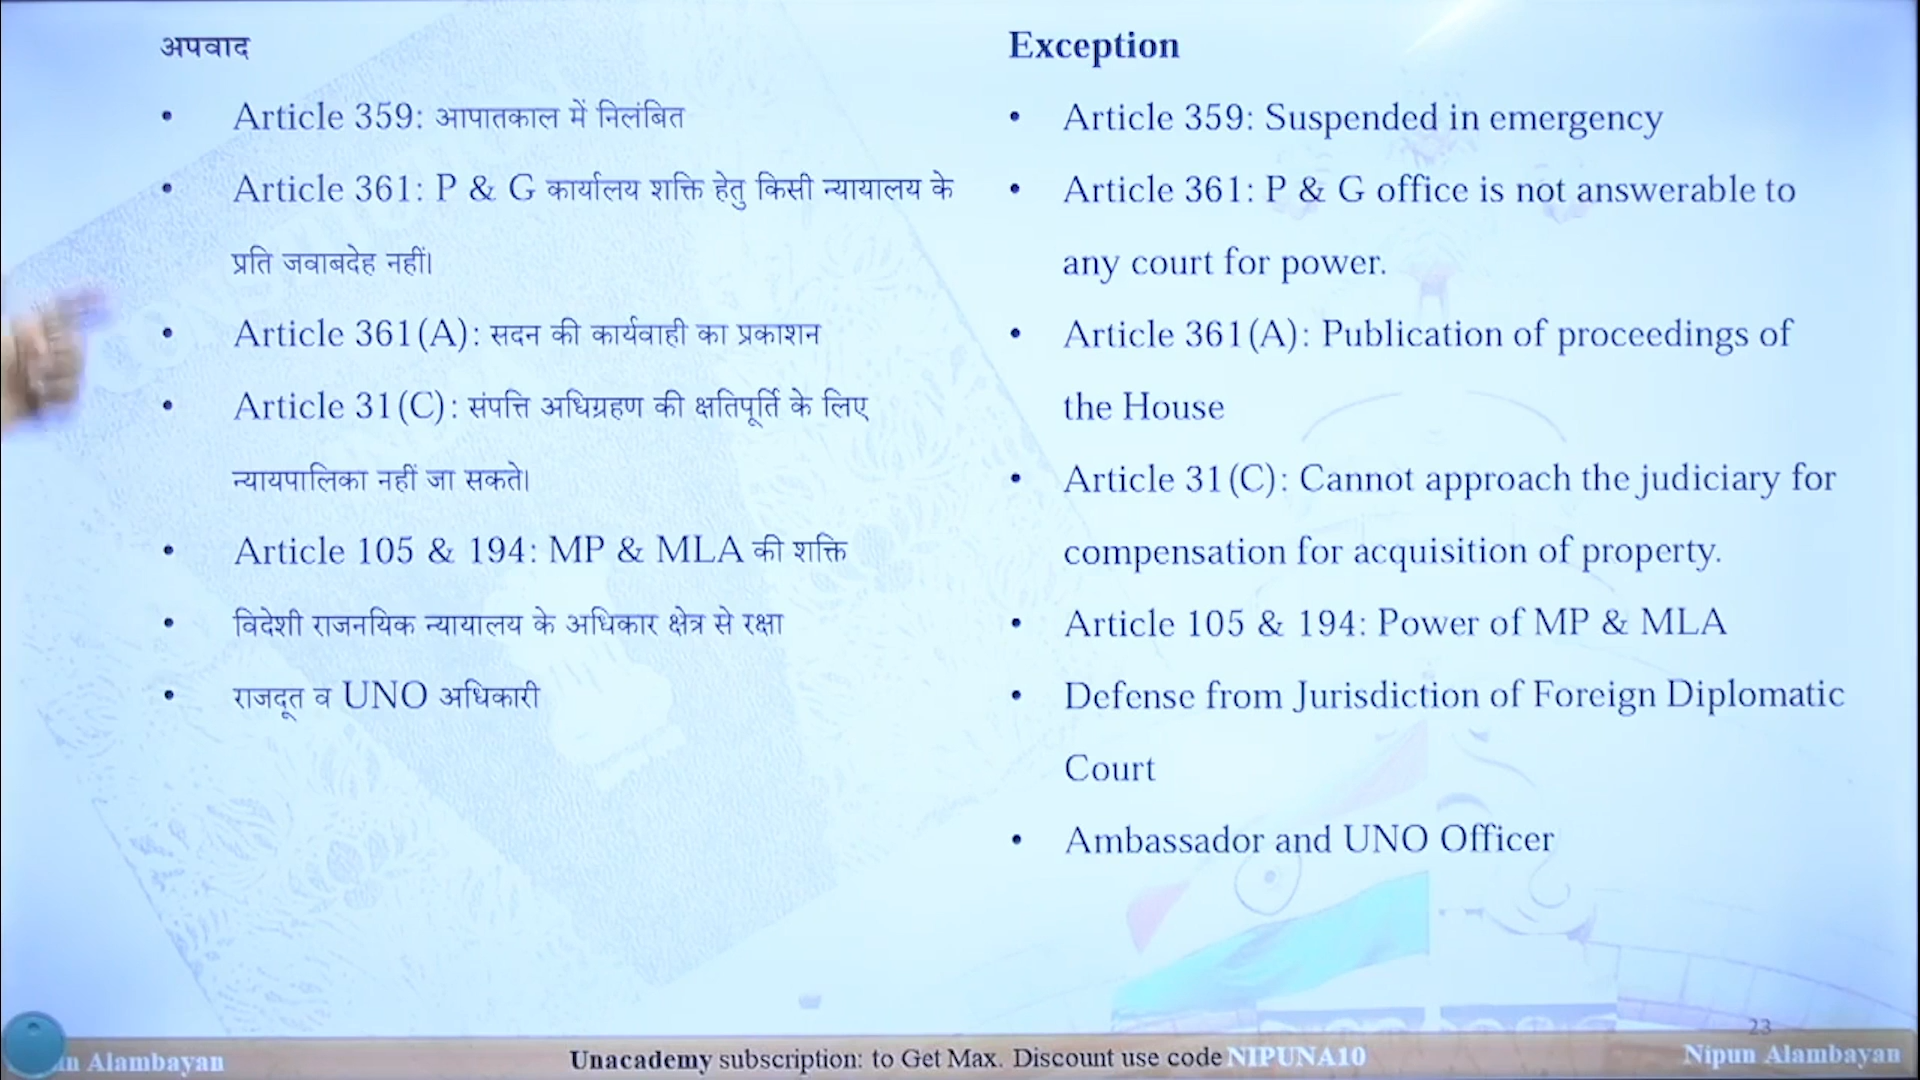 अपवाद
• Article 359: आपातकाल में निलंबित
• Article 361: P & G कार्यालय शक्ति हेतु किसी न्यायालय के
प्रति जवाबदेह नहीं।
• Article 361(A): सदन की कार्यवाही का प्रकाशन
• Article 31(C): संपत्ति अधिग्रहण की क्षतिपूर्ति के लिए
न्यायपालिका नहीं जा सकते।
• Article 105 & 194: MP & MLA की शक्ति
• विदेशी राजनयिक न्यायालय के अधिकार क्षेत्र से रक्षा
• राजदूत व UNO अधिकारी
Exception
• Article 359: Suspended in emergency
• Article 361: P & G office is not answerable to
any court for power.
• Article 361(A): Publication of proceedings of
the House
• Article 31(C): Cannot approach the judiciary for
compensation for acquisition of property.
• Article 105 & 194: Power of MP & MLA
• Defense from Jurisdiction of Foreign Diplomatic
Court
• Ambassador and UNO Officer
23
Alambayan
Unacademy subscription: to Get Max. Discount use code NIPUNA10
Nipun Alambayan